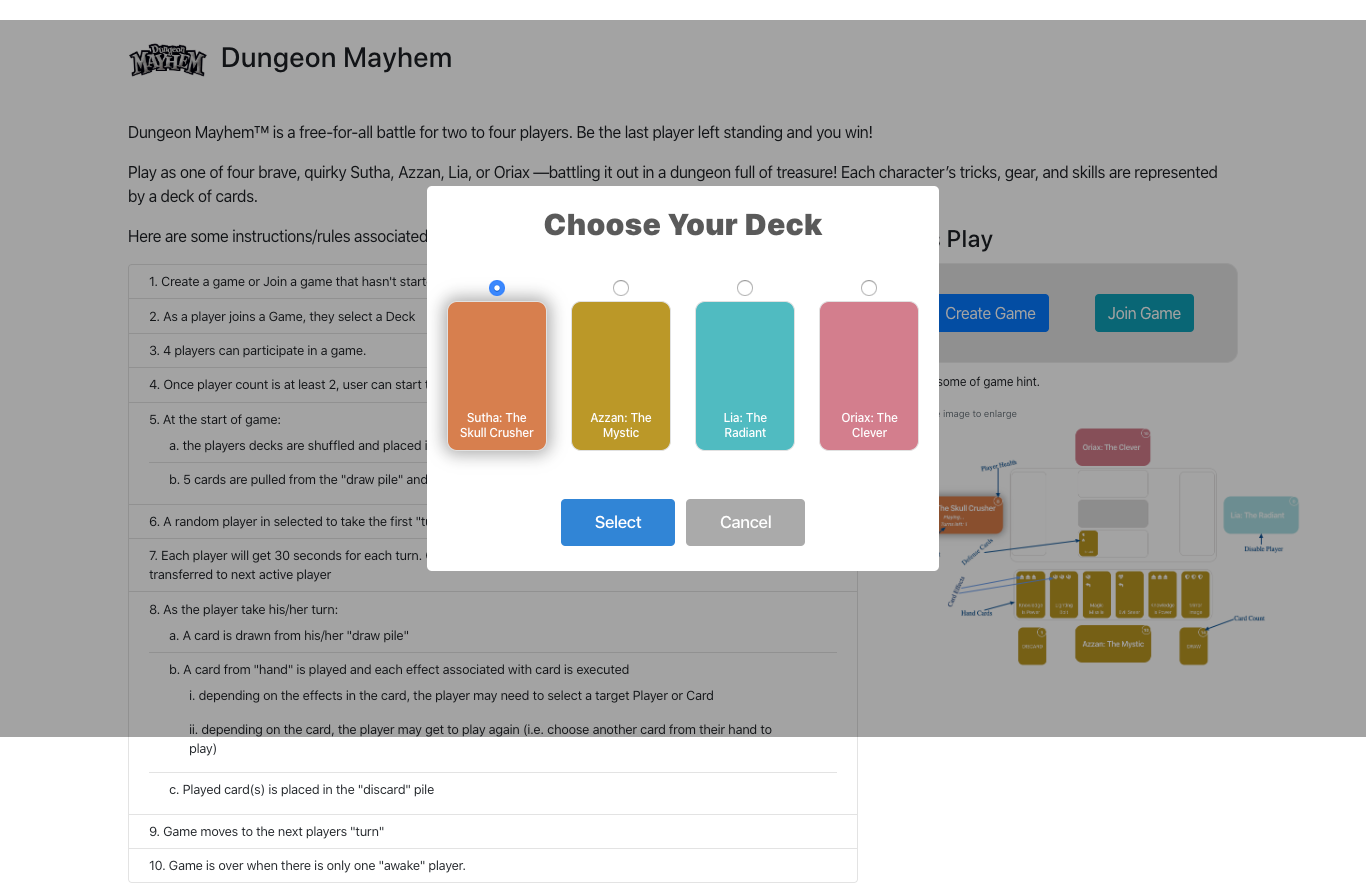 Dungeon
MAYHEM
Dungeon Mayhem
Dungeon Mayhem™ is a free-for-all battle for two to four players. Be the last player left standing and you win!
Play as one of four brave, quirky Sutha, Azzan, Lia, or Oriax —battling it out in a dungeon full of treasure! Each character’s tricks, gear, and skills are represented
by a deck of cards.
Here are some instructions/rules associated
1. Create a game or Join a game that hasn't start
2. As a player joins a Game, they select a Deck
3. 4 players can participate in a game.
4. Once player count is at least 2, user can start
5. At the start of game:
a. the players decks are shuffled and placed
b. 5 cards are pulled from the "draw pile" and
6. A random player in selected to take the first "tu
7. Each player will get 30 seconds for each turn.
transferred to next active player
8. As the player take his/her turn:
a. A card is drawn from his/her "draw pile"
b. A card from "hand" is played and each effect associated with card is executed
i. depending on the effects in the card, the player may need to select a target Player or Card
ii. depending on the card, the player may get to play again (i.e. choose another card from their hand to
play)
c. Played card(s) is placed in the "discard" pile
9. Game moves to the next players "turn"
10. Game is over when there is only one "awake" player.
Choose Your Deck
Sutha: The
Skull Crusher
Azzan: The
Mystic
Lia: The
Radiant
Oriax: The
Clever
Select
Cancel
Play
Create Game
Join Game
some of game hint.
image to enlarge
Oriax: The Clever
Player Health
The Skull Crusher
Lia: The Radiant
Disable Player
Defense Cards
Card Effects
Hand Cards
Card Count
DISCARD
Azzan: The Mystic
DRAW